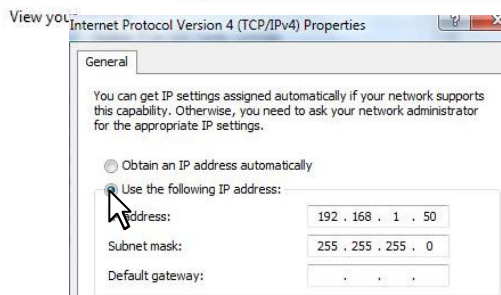 View your
Internet Protocol Version 4 (TCP/IPv4) Properties
General
You can get IP settings assigned automatically if your network supports
this capability. Otherwise, you need to ask your network administrator
for the appropriate IP settings.
Obtain an IP address automatically
Use the following IP address:
address: 192 . 168 . 1 . 50
Subnet mask: 255 . 255 . 255 . 0
Default gateway: . . .